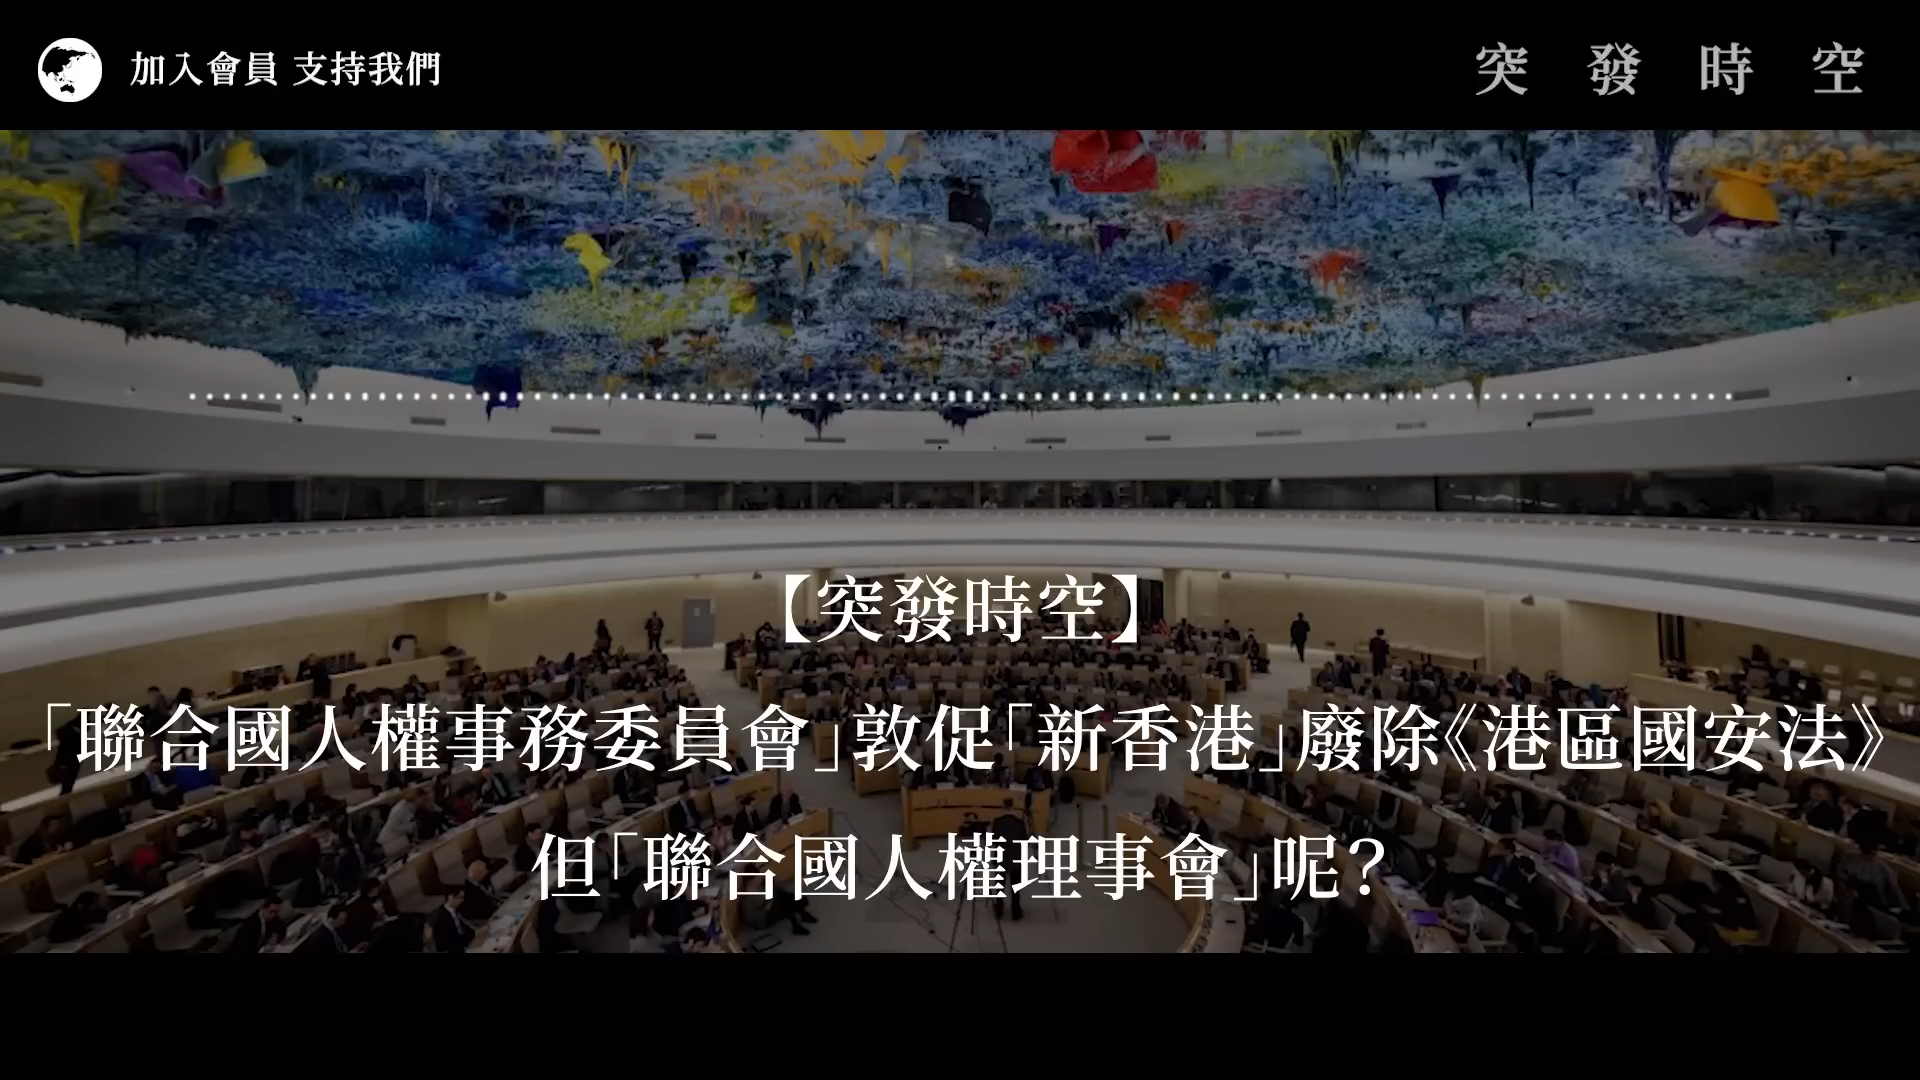 加入會員 支持我們
突發時空
【突發時空】
「聯合國人權事務委員會」敦促「新香港」廢除《港區國安法》
但「聯合國人權理事會」呢？